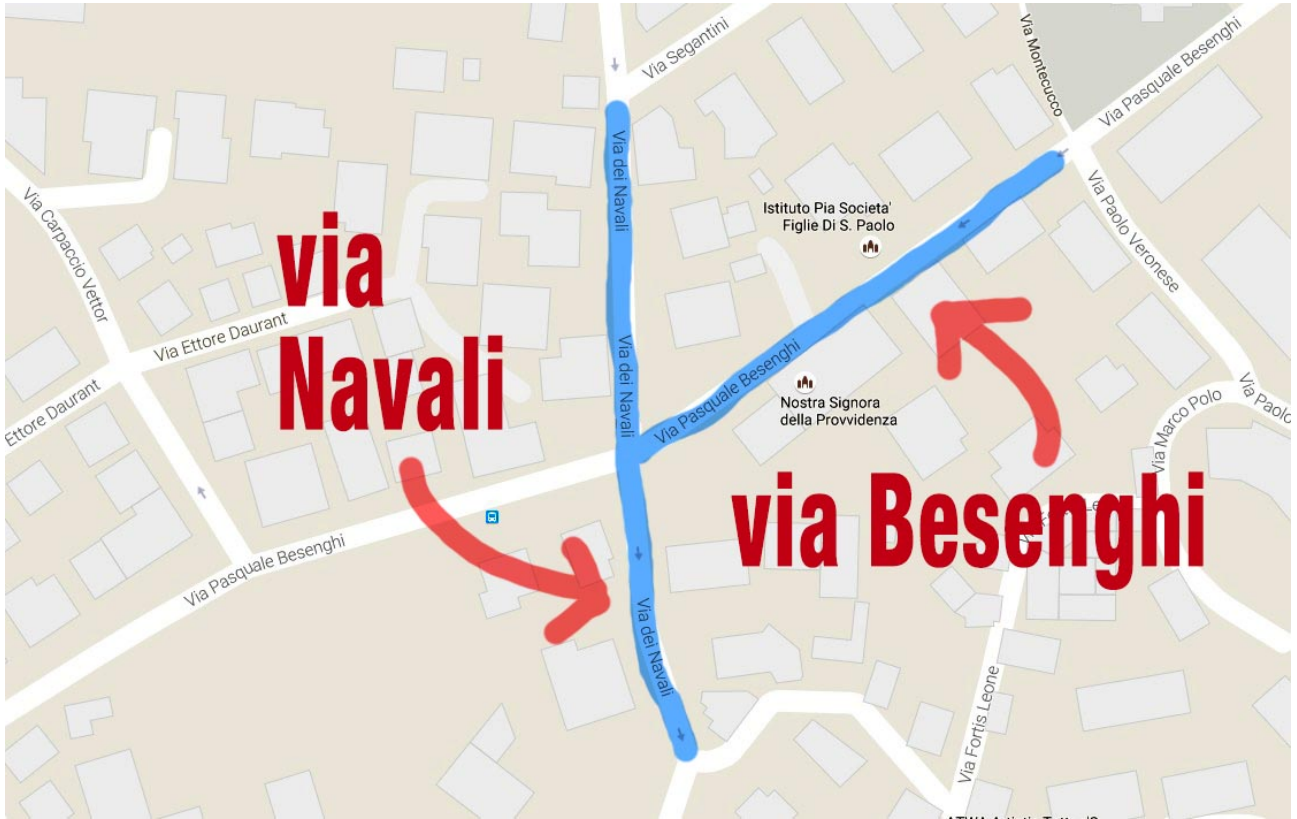 Via Segantini
Via Montecucco
Via Pasquale Besenghi
Via dei Navali
Via Carpaccio Vettor
Istituto Pia Societa'
Figlie Di S. Paolo
Via Paolo Veronese
via
Navali
Via Ettore Daurant
Via dei Navali
Via Pasquale Besenghi
Nostra Signora
della Provvidenza
Ettore Daurant
Via Marco Polo
Via Paolo
via Besenghi
Via Pasquale Besenghi
Via dei Navali
Via Fortis Leone